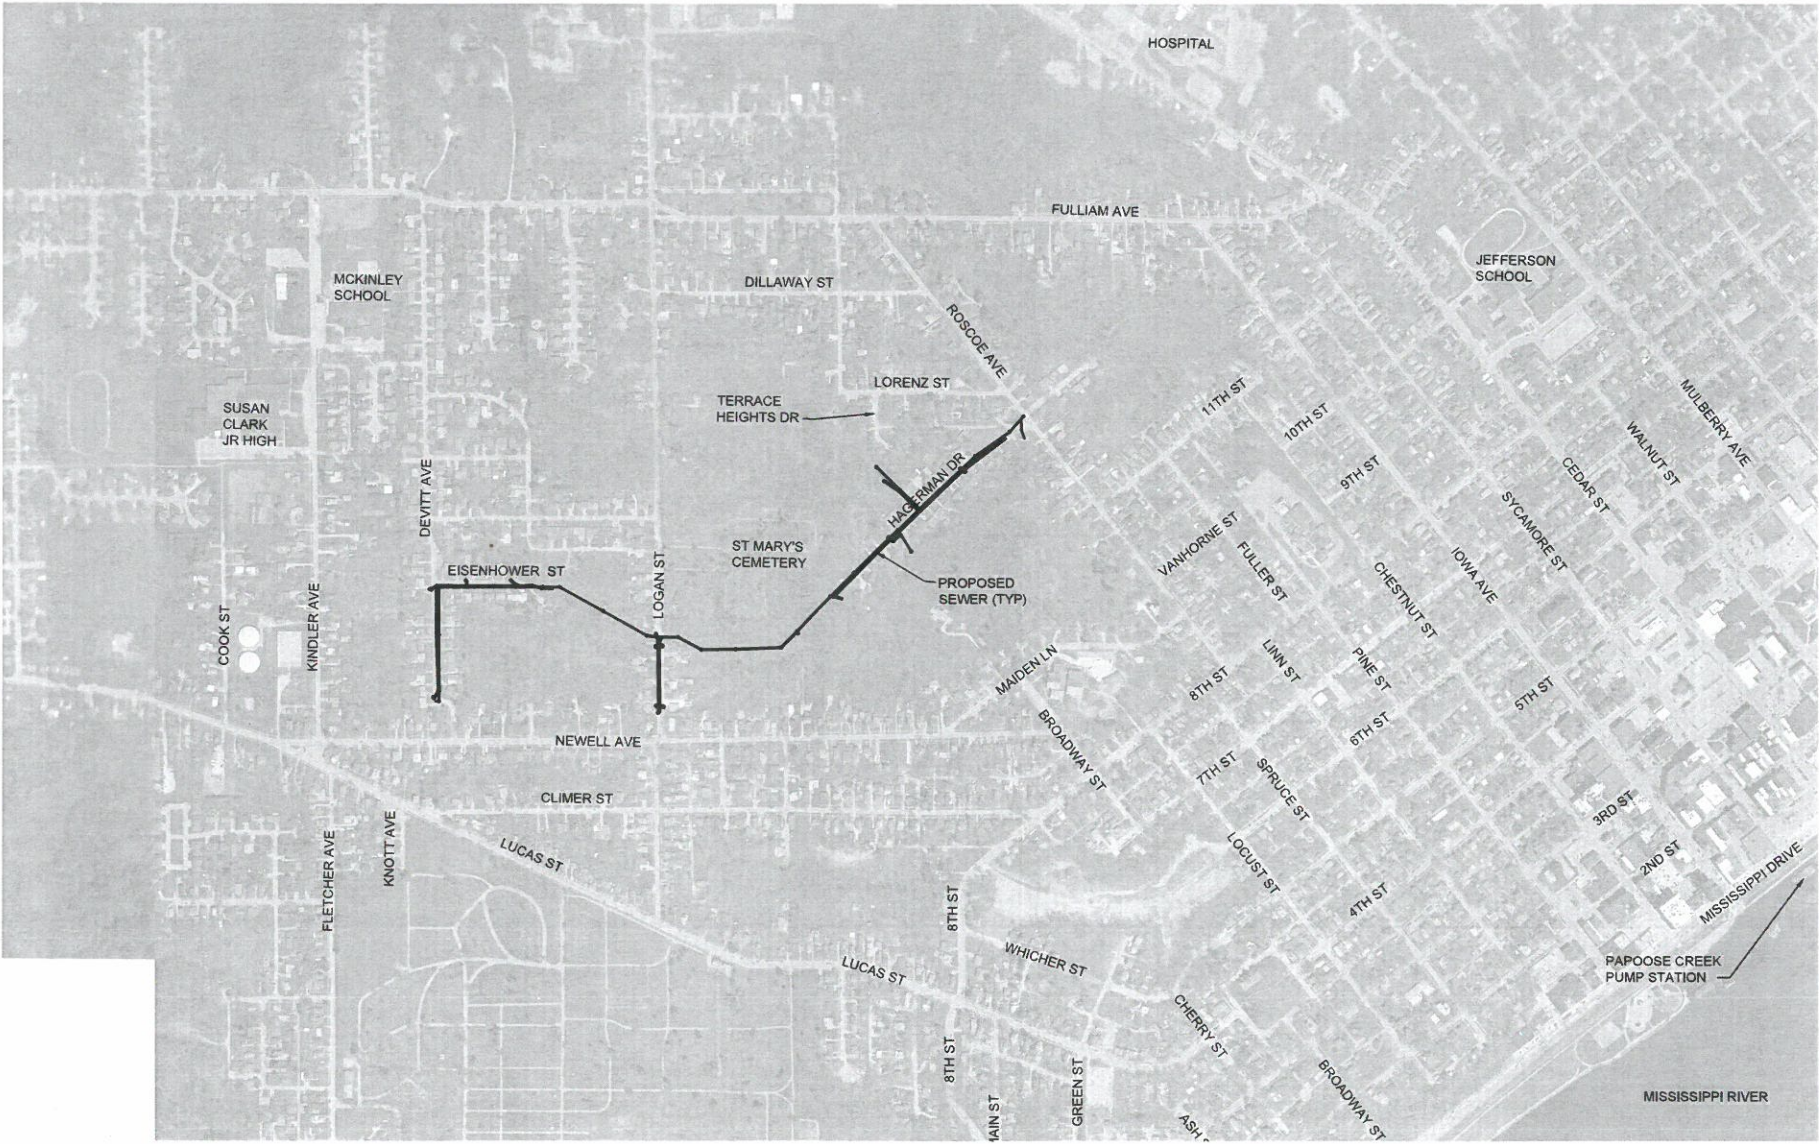 HOSPITAL
FULLIAM AVE
JEFFERSON
SCHOOL
MCKINLEY
SCHOOL
DILLAWAY ST
ROSCOE AVE
LORENZ ST
TERRACE
HEIGHTS DR
SUSAN
CLARK
JR HIGH
11TH ST
10TH ST
9TH ST
MULBERRY AVE
WALNUT ST
CEDAR ST
SYCAMORE ST
IOWA AVE
CHESTNUT ST
DEVITT AVE
HAGERMAN DR
ST MARY'S
CEMETERY
VANHORNE ST
FULLER ST
EISENHOWER ST
LOGAN ST
PROPOSED
SEWER (TYP)
COOK ST
KINDLER AVE
MAIDEN LN
LINN ST
PINE ST
8TH ST
5TH ST
6TH ST
BROADWAY ST
NEWELL AVE
7TH ST
SPRUCE ST
CLIMER ST
3RD ST
2ND ST
MISSISSIPPI DRIVE
FLETCHER AVE
KNOTT AVE
LUCAS ST
LOCUST ST
4TH ST
8TH ST
WHICHER ST
LUCAS ST
PAPOOSE CREEK
PUMP STATION
CHERRY ST
8TH ST
GREEN ST
BROADWAY ST
MISSISSIPPI RIVER
AIN ST
ASH